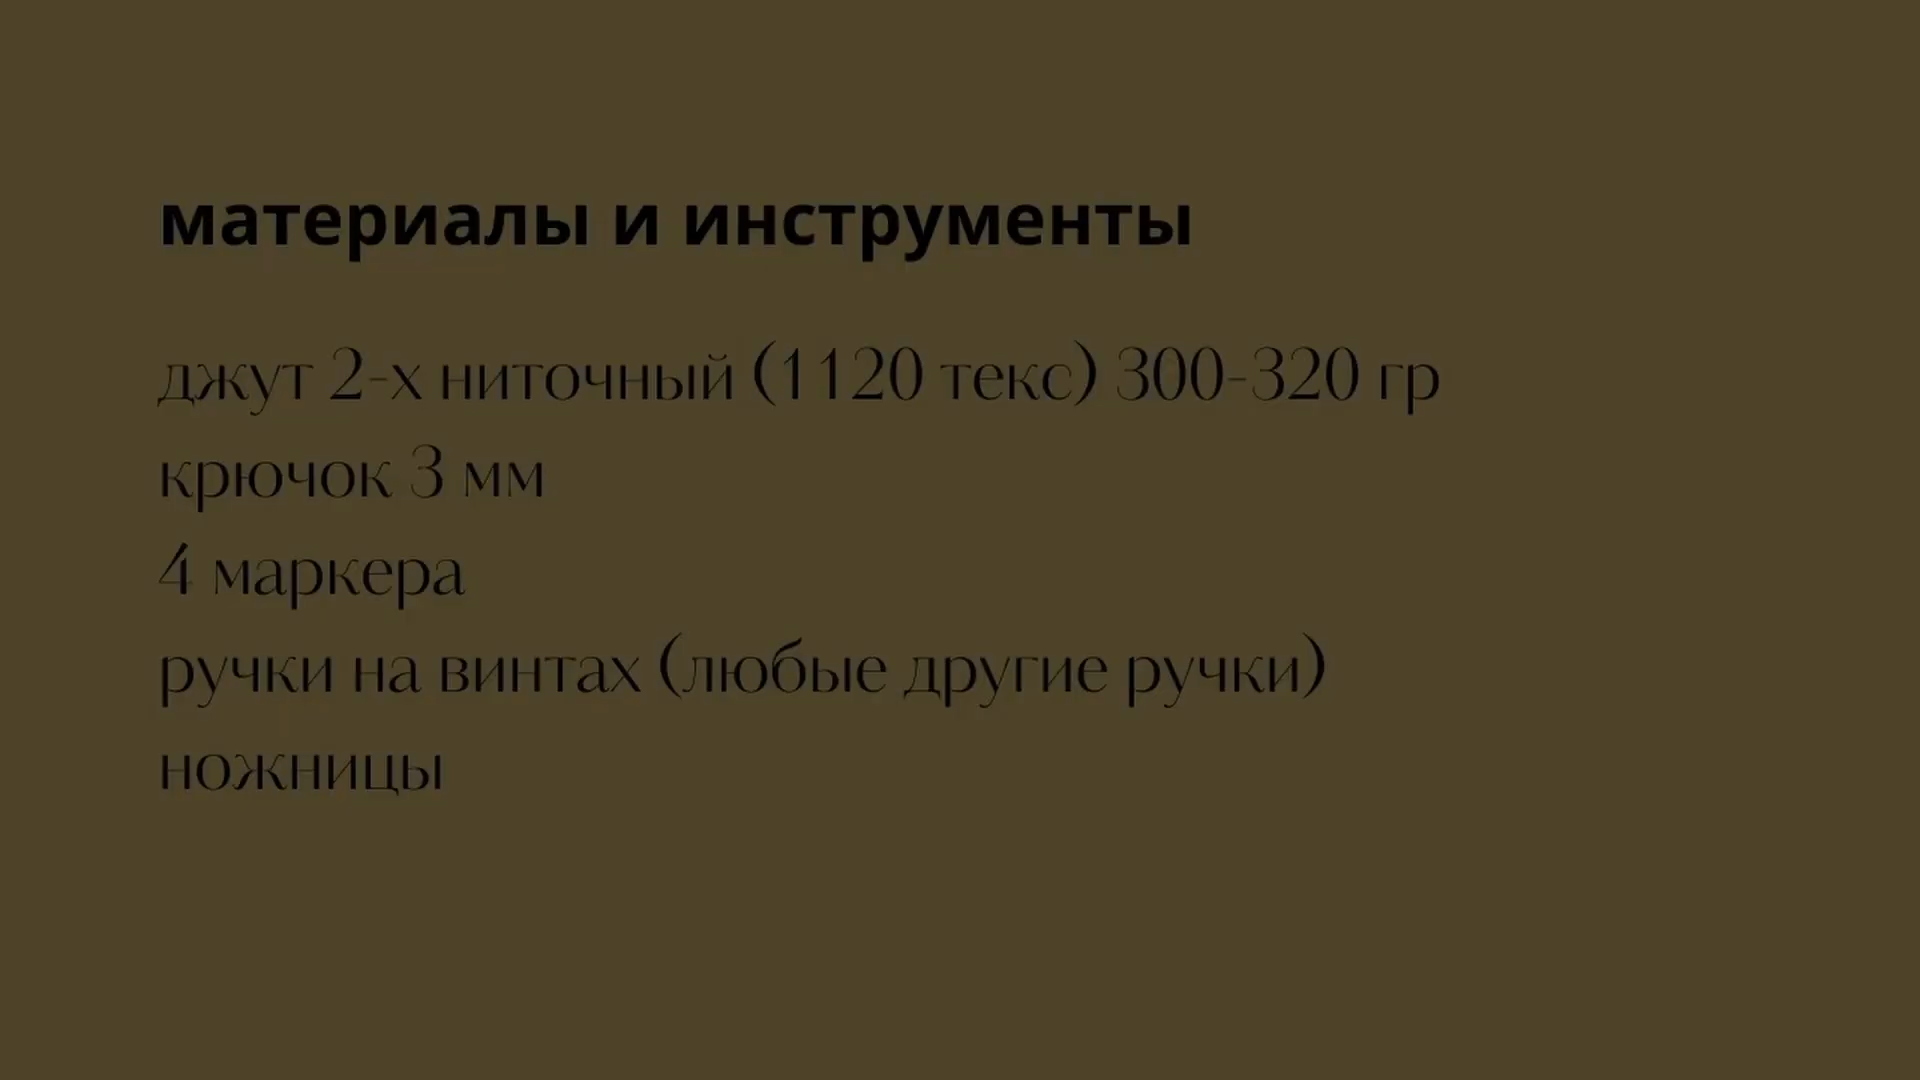 материалы и инструменты
джут 2-х ниточный (1120 текс) 300-320 гр
крючок 3 мм
4 маркера
ручки на винтах (любые другие ручки)
ножницы